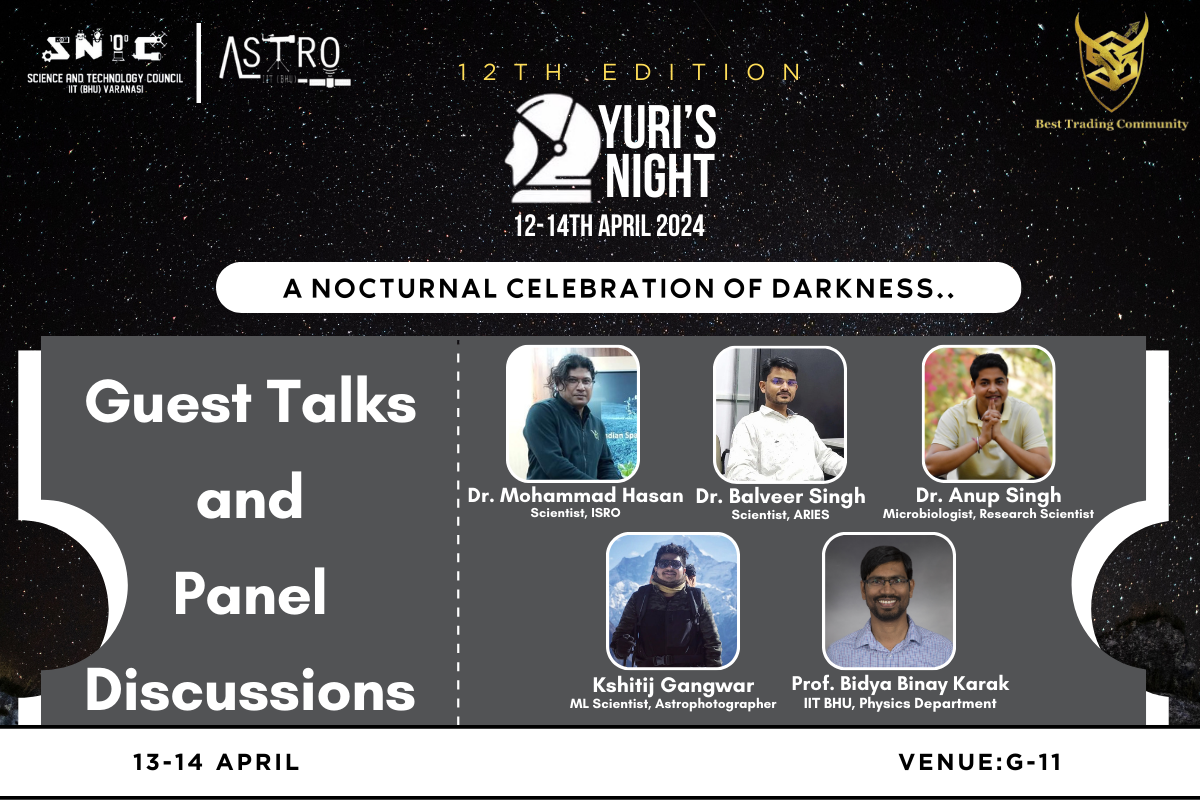 SNTC
SCIENCE AND TECHNOLOGY COUNCIL
IIT (BHU) VARANASI
ASTRO
IIT (BHU)
Best Trading Community
12TH EDITION
YURI'S
NIGHT
12-14TH APRIL 2024
A NOCTURNAL CELEBRATION OF DARKNESS..
Guest Talks
and
Panel
Discussions
Dr. Mohammad Hasan
Scientist, ISRO
Dr. Balveer Singh
Scientist, ARIES
Dr. Anup Singh
Microbiologist, Research Scientist
Kshitij Gangwar
ML Scientist, Astrophotographer
Prof. Bidya Binay Karak
IIT BHU, Physics Department
13-14 APRIL
VENUE:G-11